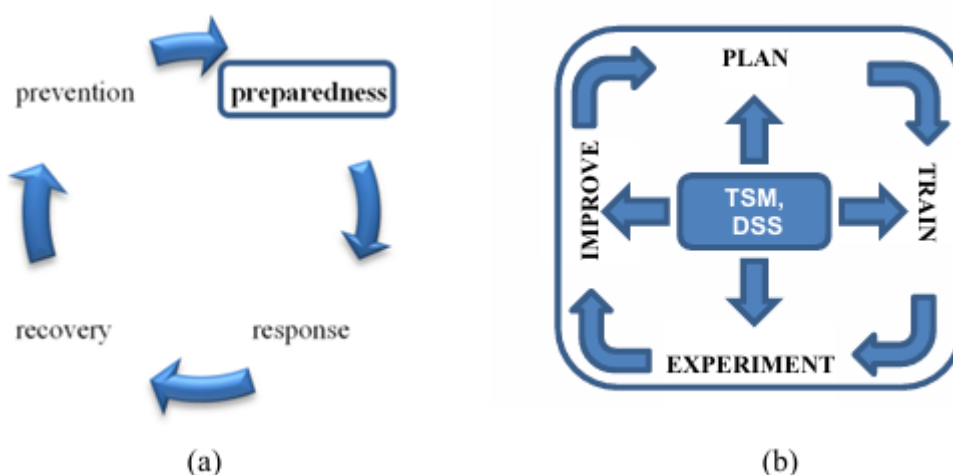 prevention
preparedness
recovery
response
(a)
PLAN
IMPROVE
TSM,
DSS
TRAIN
EXPERIMENT
(b)